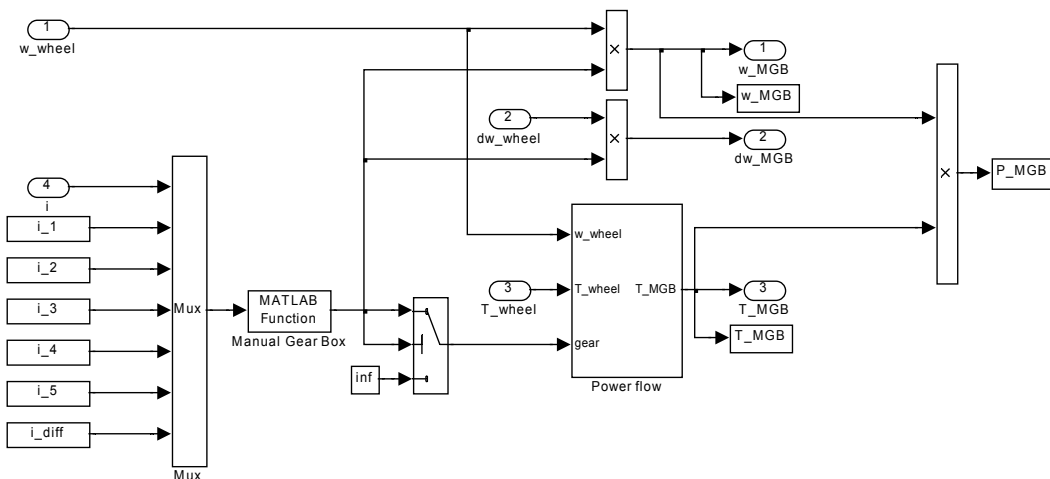 1
w_wheel
×
1
w_MGB
w_MGB
2
dw_wheel
×
2
dw_MGB
×
P_MGB
4
i
i_1
i_2
i_3
i_4
i_5
i_diff
Mux
Mux
MATLAB
Function
Manual Gear Box
inf
w_wheel
T_wheel
gear
T_MGB
Power flow
3
T_wheel
3
T_MGB
T_MGB